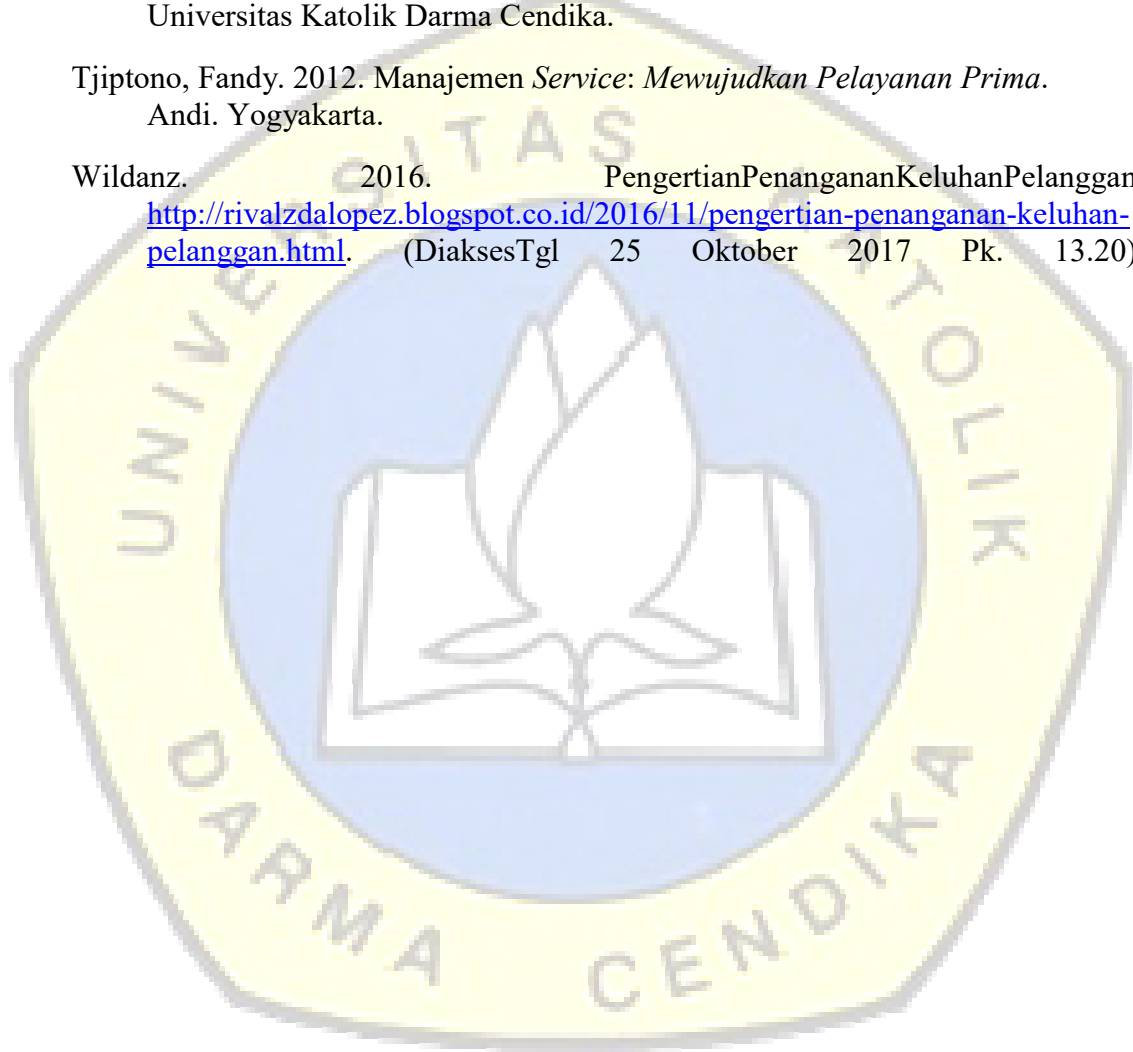 Universitas Katolik Darma Cendika.
Tjiptono, Fandy. 2012. Manajemen Service: Mewujudkan Pelayanan Prima.
Andi. Yogyakarta.
Wildanz. 2016. PengertianPenangananKeluhanPelanggan
http://rivalzdalopez.blogspot.co.id/2016/11/pengertian-penanganan-keluhan-
pelanggan.html. (DiaksesTgl 25 Oktober 2017 Pk. 13.20)
UNIVERSITAS KATOLIK
DARMA CENDIKA